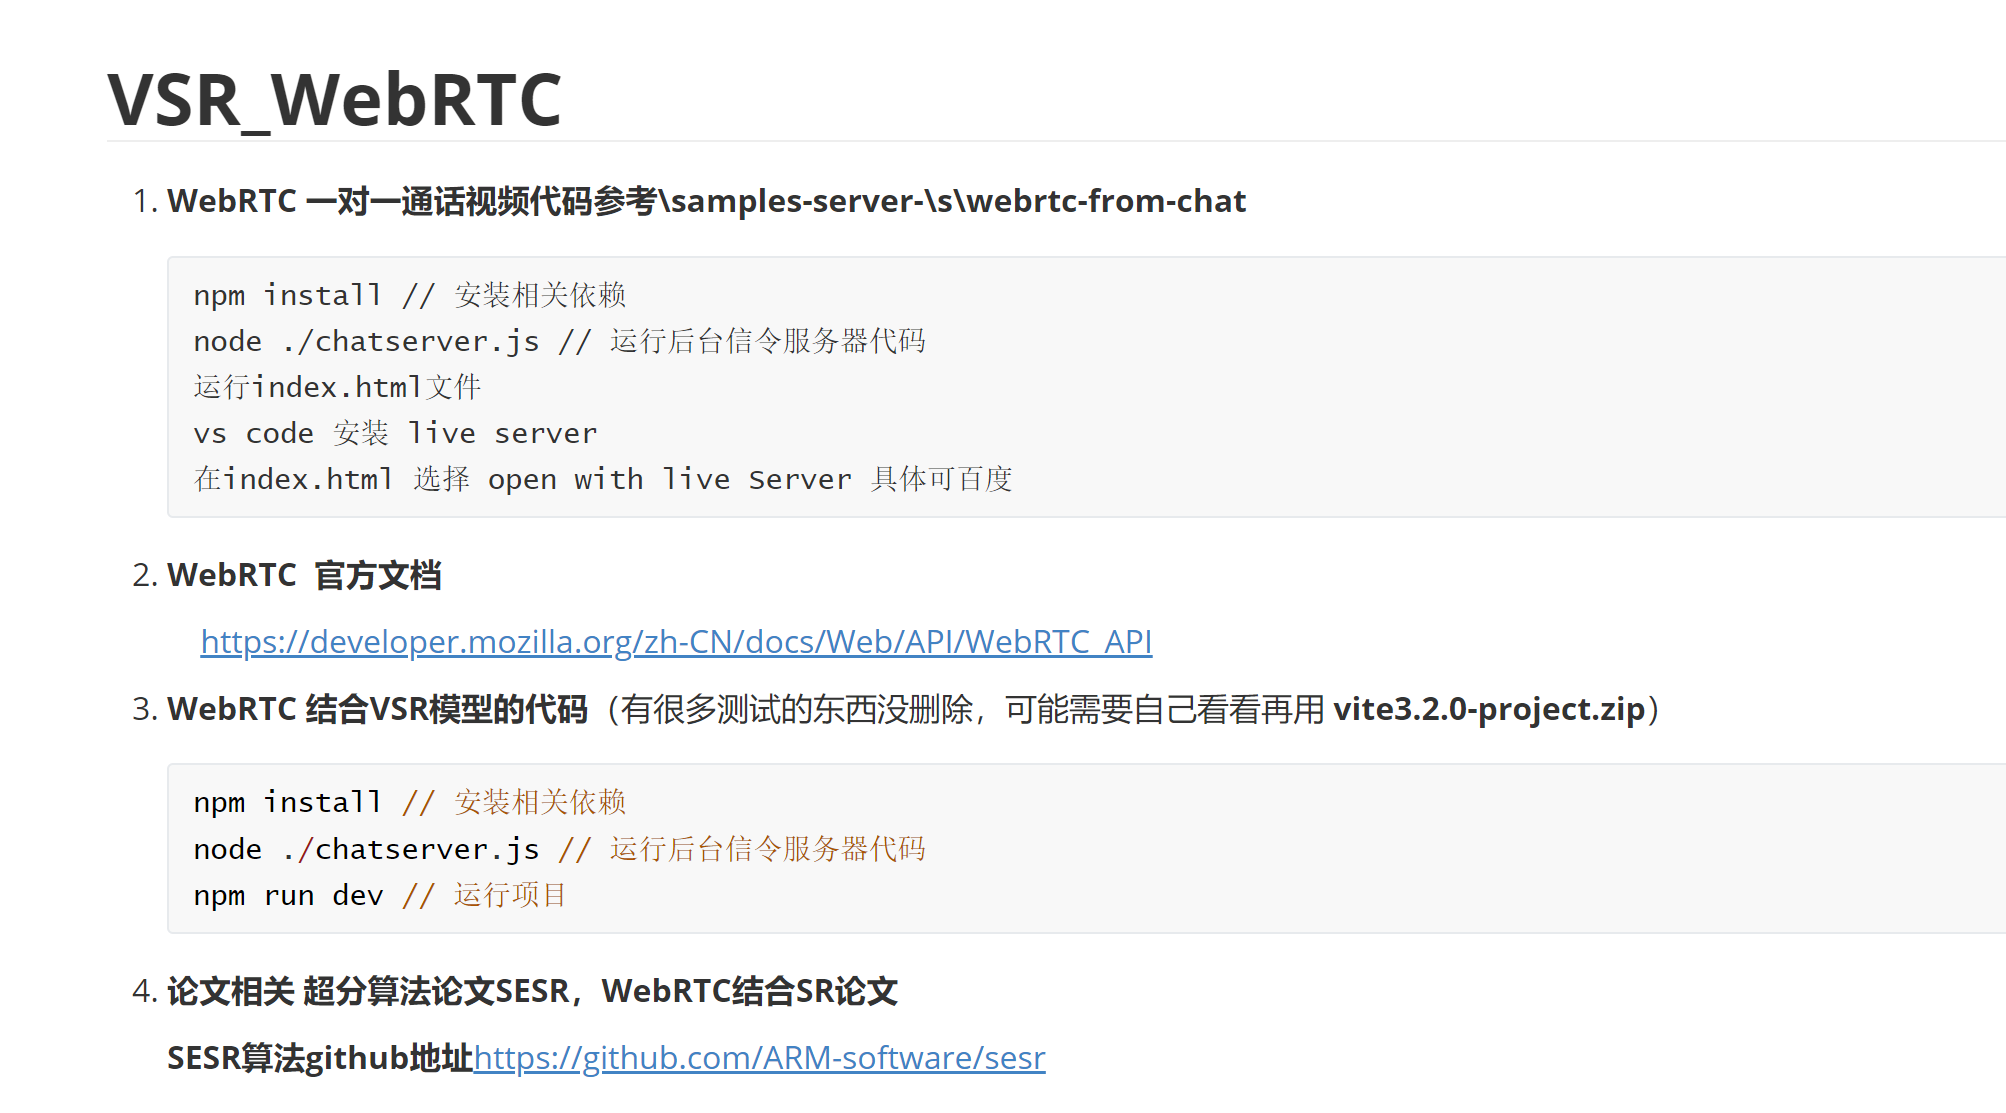 VSR_WebRTC
1. WebRTC 一对一通话视频代码参考\samples-server-\s\webrtc-from-chat
npm install // 安装相关依赖
node ./chatserver.js // 运行后台信令服务器代码
运行index.html文件
vs code 安装 live server
在index.html 选择 open with live Server 具体可百度
2. WebRTC 官方文档
https://developer.mozilla.org/zh-CN/docs/Web/API/WebRTC_API
3. WebRTC 结合VSR模型的代码（有很多测试的东西没删除，可能需要自己看看再用 vite3.2.0-project.zip）
npm install // 安装相关依赖
node ./chatserver.js // 运行后台信令服务器代码
npm run dev // 运行项目
4. 论文相关 超分算法论文SESR，WebRTC结合SR论文
SESR算法github地址https://github.com/ARM-software/sesr